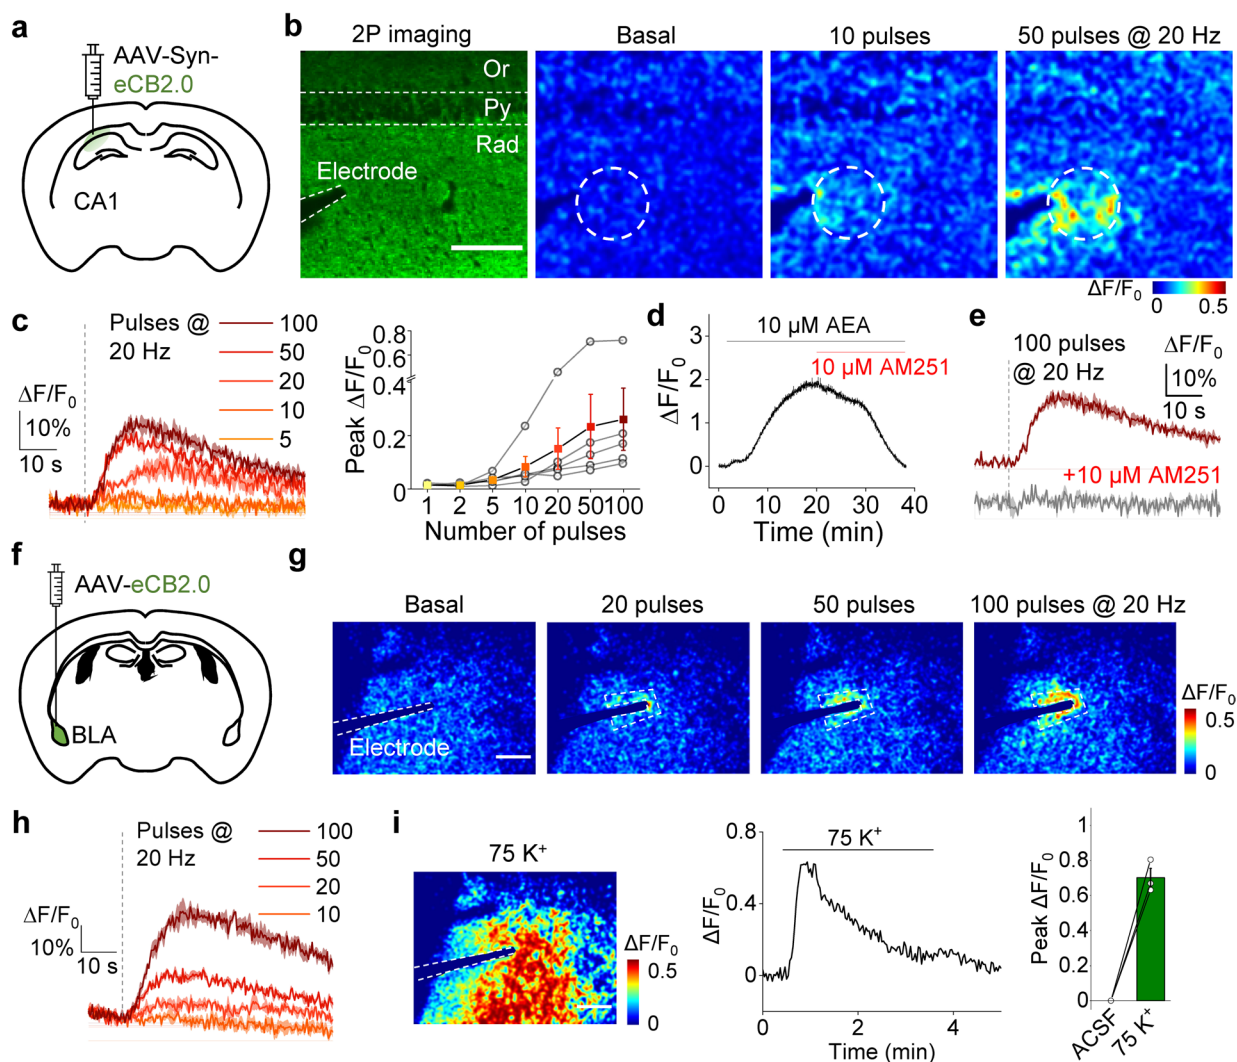 a
AAV-Syn-
eCB2.0
CA1
b
2P imaging
Basal
10 pulses
50 pulses @ 20 Hz
Or
Py
Rad
Electrode
ΔF/F₀
0 0.5
c
Pulses @
20 Hz
100
50
20
10
5
ΔF/F₀
10%
10 s
Peak ΔF/F₀
0.8
0.6
0.4
0.2
0
1 2 5 10 20 50 100
Number of pulses
d
10 µM AEA
10 µM AM251
ΔF/F₀
3
2
1
0
0 10 20 30 40
Time (min)
e
100 pulses
@ 20 Hz
ΔF/F₀
10%
10 s
+10 µM AM251
f
AAV-eCB2.0
BLA
g
Basal
20 pulses
50 pulses
100 pulses @ 20 Hz
Electrode
ΔF/F₀
0.5
0
h
Pulses @
20 Hz
100
50
20
10
ΔF/F₀
10%
10 s
i
75 K⁺
ΔF/F₀
0.6
0
75 K⁺
ΔF/F₀
0.8
0.4
0
0 2 4
Time (min)
Peak ΔF/F₀
1
0.8
0.6
0.4
0.2
0
ACSF
75 K⁺